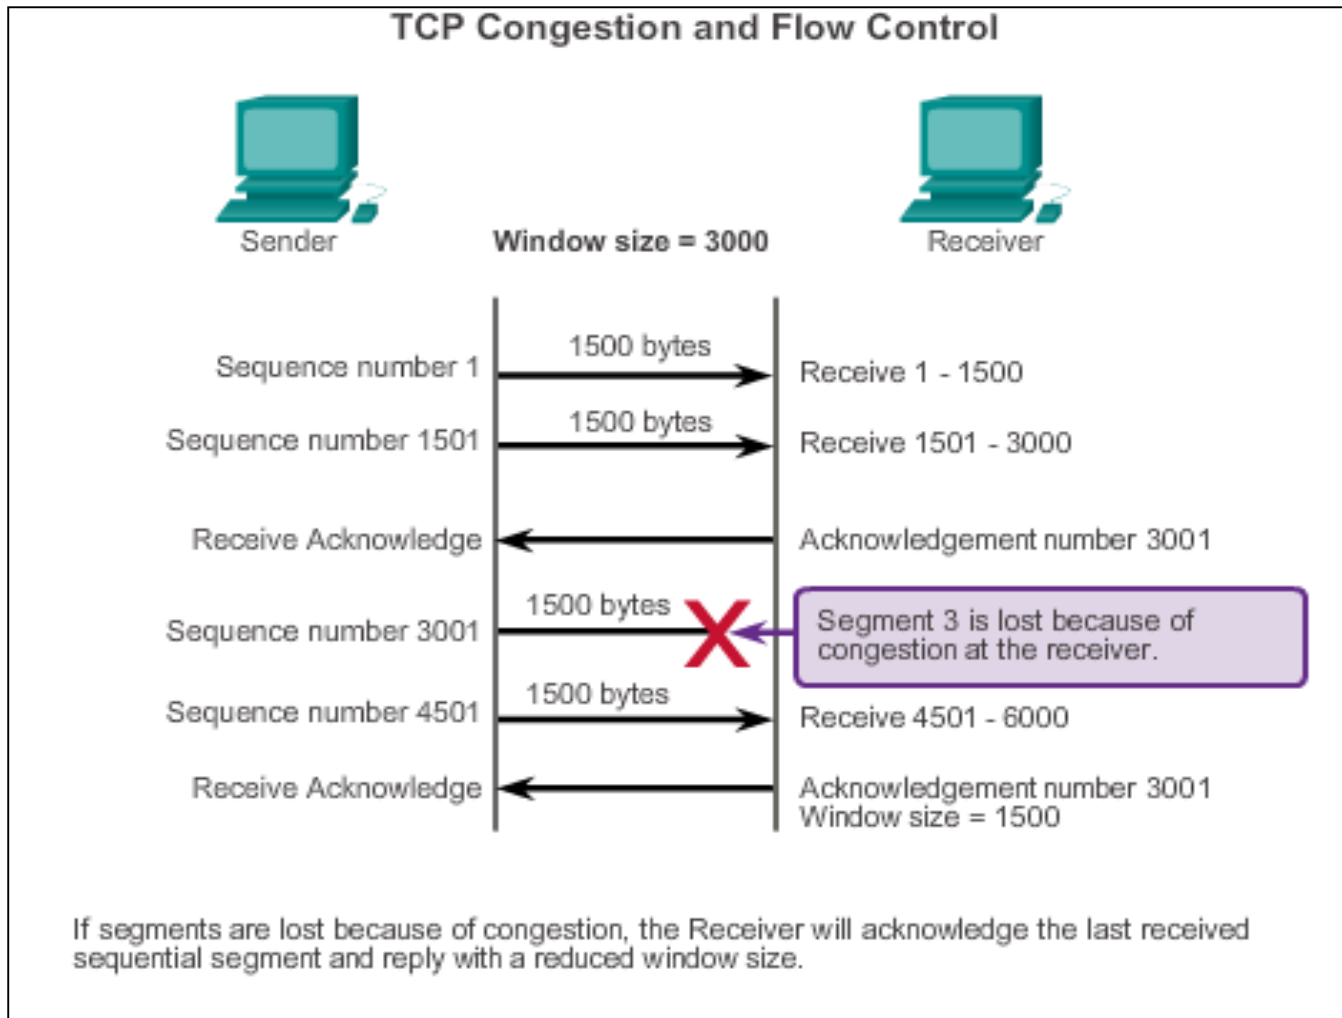 TCP Congestion and Flow Control
Sender
Window size = 3000
Receiver
Sequence number 1
1500 bytes
Receive 1 - 1500
Sequence number 1501
1500 bytes
Receive 1501 - 3000
Receive Acknowledge
Acknowledgement number 3001
Sequence number 3001
1500 bytes
Segment 3 is lost because of
congestion at the receiver.
Sequence number 4501
1500 bytes
Receive 4501 - 6000
Receive Acknowledge
Acknowledgement number 3001
Window size = 1500
If segments are lost because of congestion, the Receiver will acknowledge the last received
sequential segment and reply with a reduced window size.